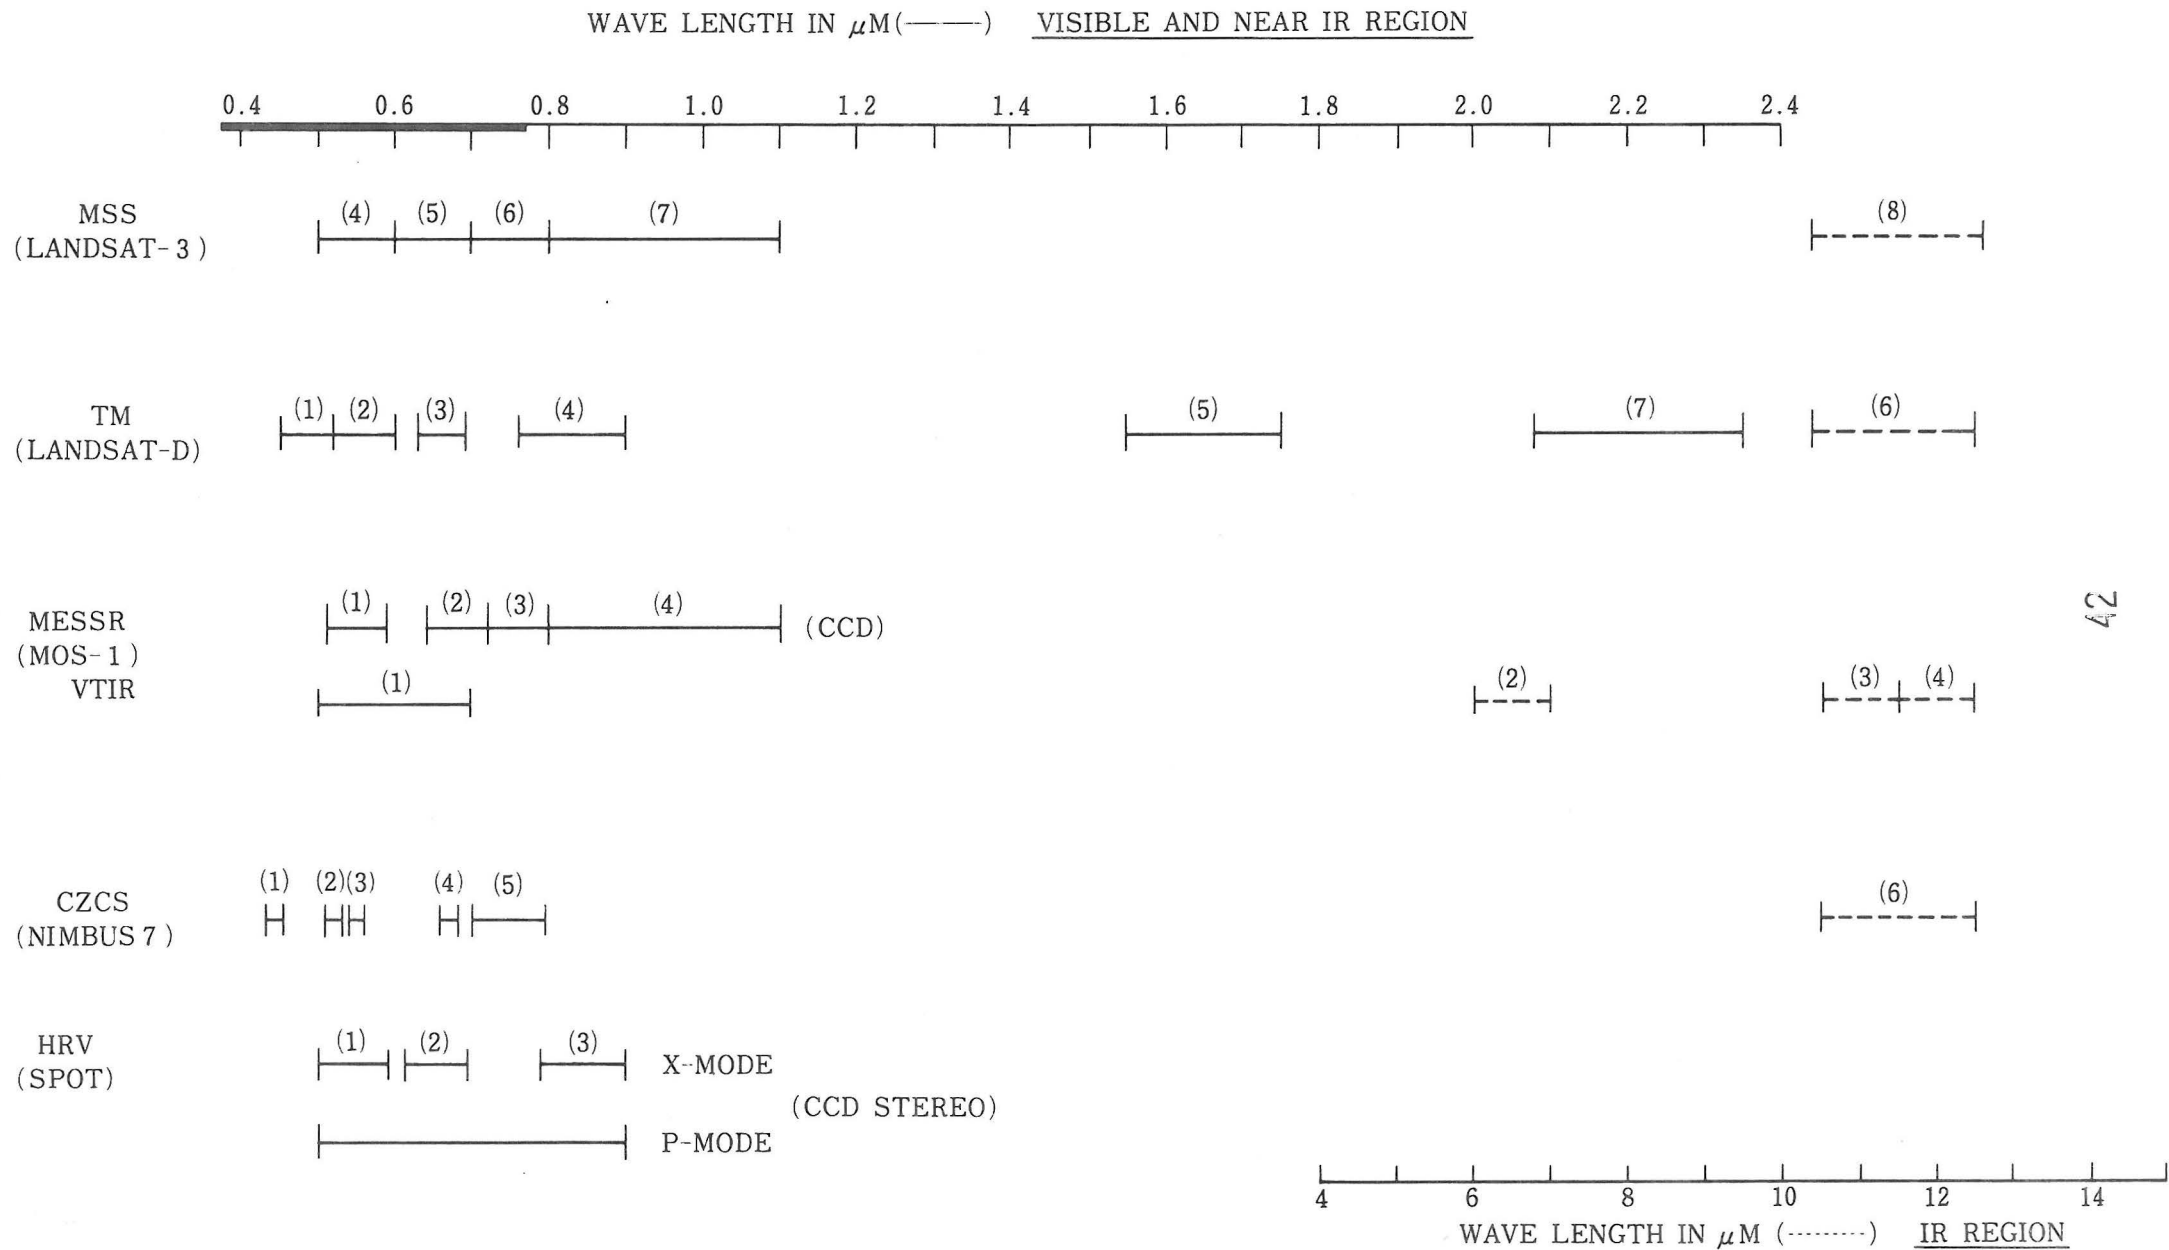 WAVE LENGTH IN μM(———) VISIBLE AND NEAR IR REGION
0.4 0.6 0.8 1.0 1.2 1.4 1.6 1.8 2.0 2.2 2.4
MSS
(LANDSAT-3)
(4) (5) (6) (7) (8)
TM
(LANDSAT-D)
(1) (2) (3) (4) (5) (7) (6)
MESSR
(MOS-1)
(1) (2) (3) (4) (CCD)
VTIR
(1) (2) (3) (4)
42
CZCS
(NIMBUS 7)
(1) (2) (3) (4) (5) (6)
HRV
(SPOT)
(1) (2) (3) X-MODE
(CCD STEREO)
P-MODE
4 6 8 10 12 14
WAVE LENGTH IN μM (--------) IR REGION